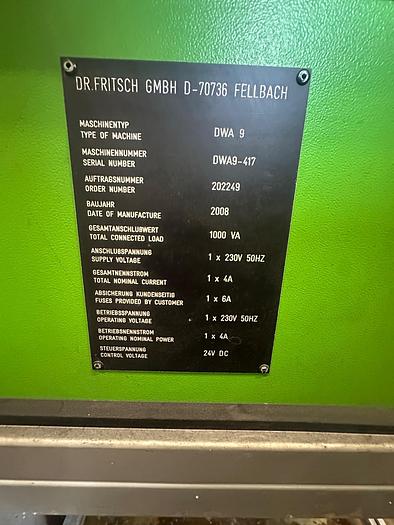 DR.FRITSCH GMBH D-70736 FELLBACH
MASCHINENTYP
TYPE OF MACHINE DWA 9
MASCHINENNUMMER
SERIAL NUMBER DWA9-417
AUFTRAGSNUMMER
ORDER NUMBER 202249
BAUJAHR
DATE OF MANUFACTURE 2008
GESAMTANSCHLUßWERT
TOTAL CONNECTED LOAD 1000 VA
ANSCHLUßSPANNUNG
SUPPLY VOLTAGE 1 x 230V 50HZ
GESAMTNENNSTROM
TOTAL NOMINAL CURRENT 1 x 4A
ABSICHERUNG KUNDENSEITIG
FUSES PROVIDED BY CUSTOMER 1 x 6A
BETRIEBSSPANNUNG
OPERATING VOLTAGE 1 x 230V 50HZ
BETRIEBSNENNSTROM
OPERATING NOMINAL POWER 1 x 4A
STEUERSPANNUNG
CONTROL VOLTAGE 24V DC